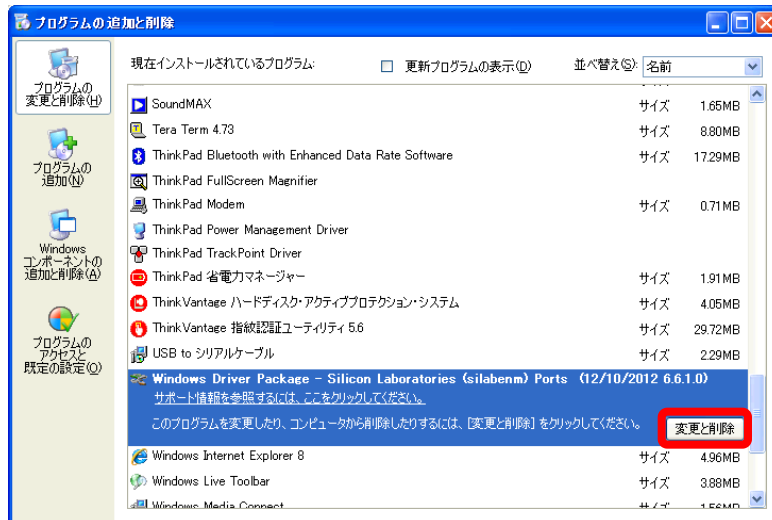 プログラムの追加と削除
プログラムの
変更と削除(H)
プログラムの
追加(N)
Windows
コンポーネントの
追加と削除(A)
プログラムの
アクセスと
既定の設定(O)
現在インストールされているプログラム: 更新プログラムの表示(D) 並べ替え(S): 名前
SoundMAX サイズ 1.65MB
Tera Term 4.73 サイズ 8.80MB
ThinkPad Bluetooth with Enhanced Data Rate Software サイズ 17.29MB
ThinkPad FullScreen Magnifier
ThinkPad Modem サイズ 0.71MB
ThinkPad Power Management Driver
ThinkPad TrackPoint Driver
ThinkPad 省電力マネージャー サイズ 1.91MB
ThinkVantage ハードディスク・アクティブプロテクション・システム サイズ 4.05MB
ThinkVantage 指紋認証ユーティリティ 5.6 サイズ 29.72MB
USB to シリアルケーブル サイズ 2.29MB
Windows Driver Package - Silicon Laboratories (silabenm) Ports (12/10/2012 6.6.1.0)
サポート情報を参照するには、ここをクリックしてください。
このプログラムを変更したり、コンピュータから削除したりするには、[変更と削除] をクリックしてください。 変更と削除
Windows Internet Explorer 8 サイズ 4.96MB
Windows Live Toolbar サイズ 3.88MB
Windows Media Connect サイズ 1.56MB